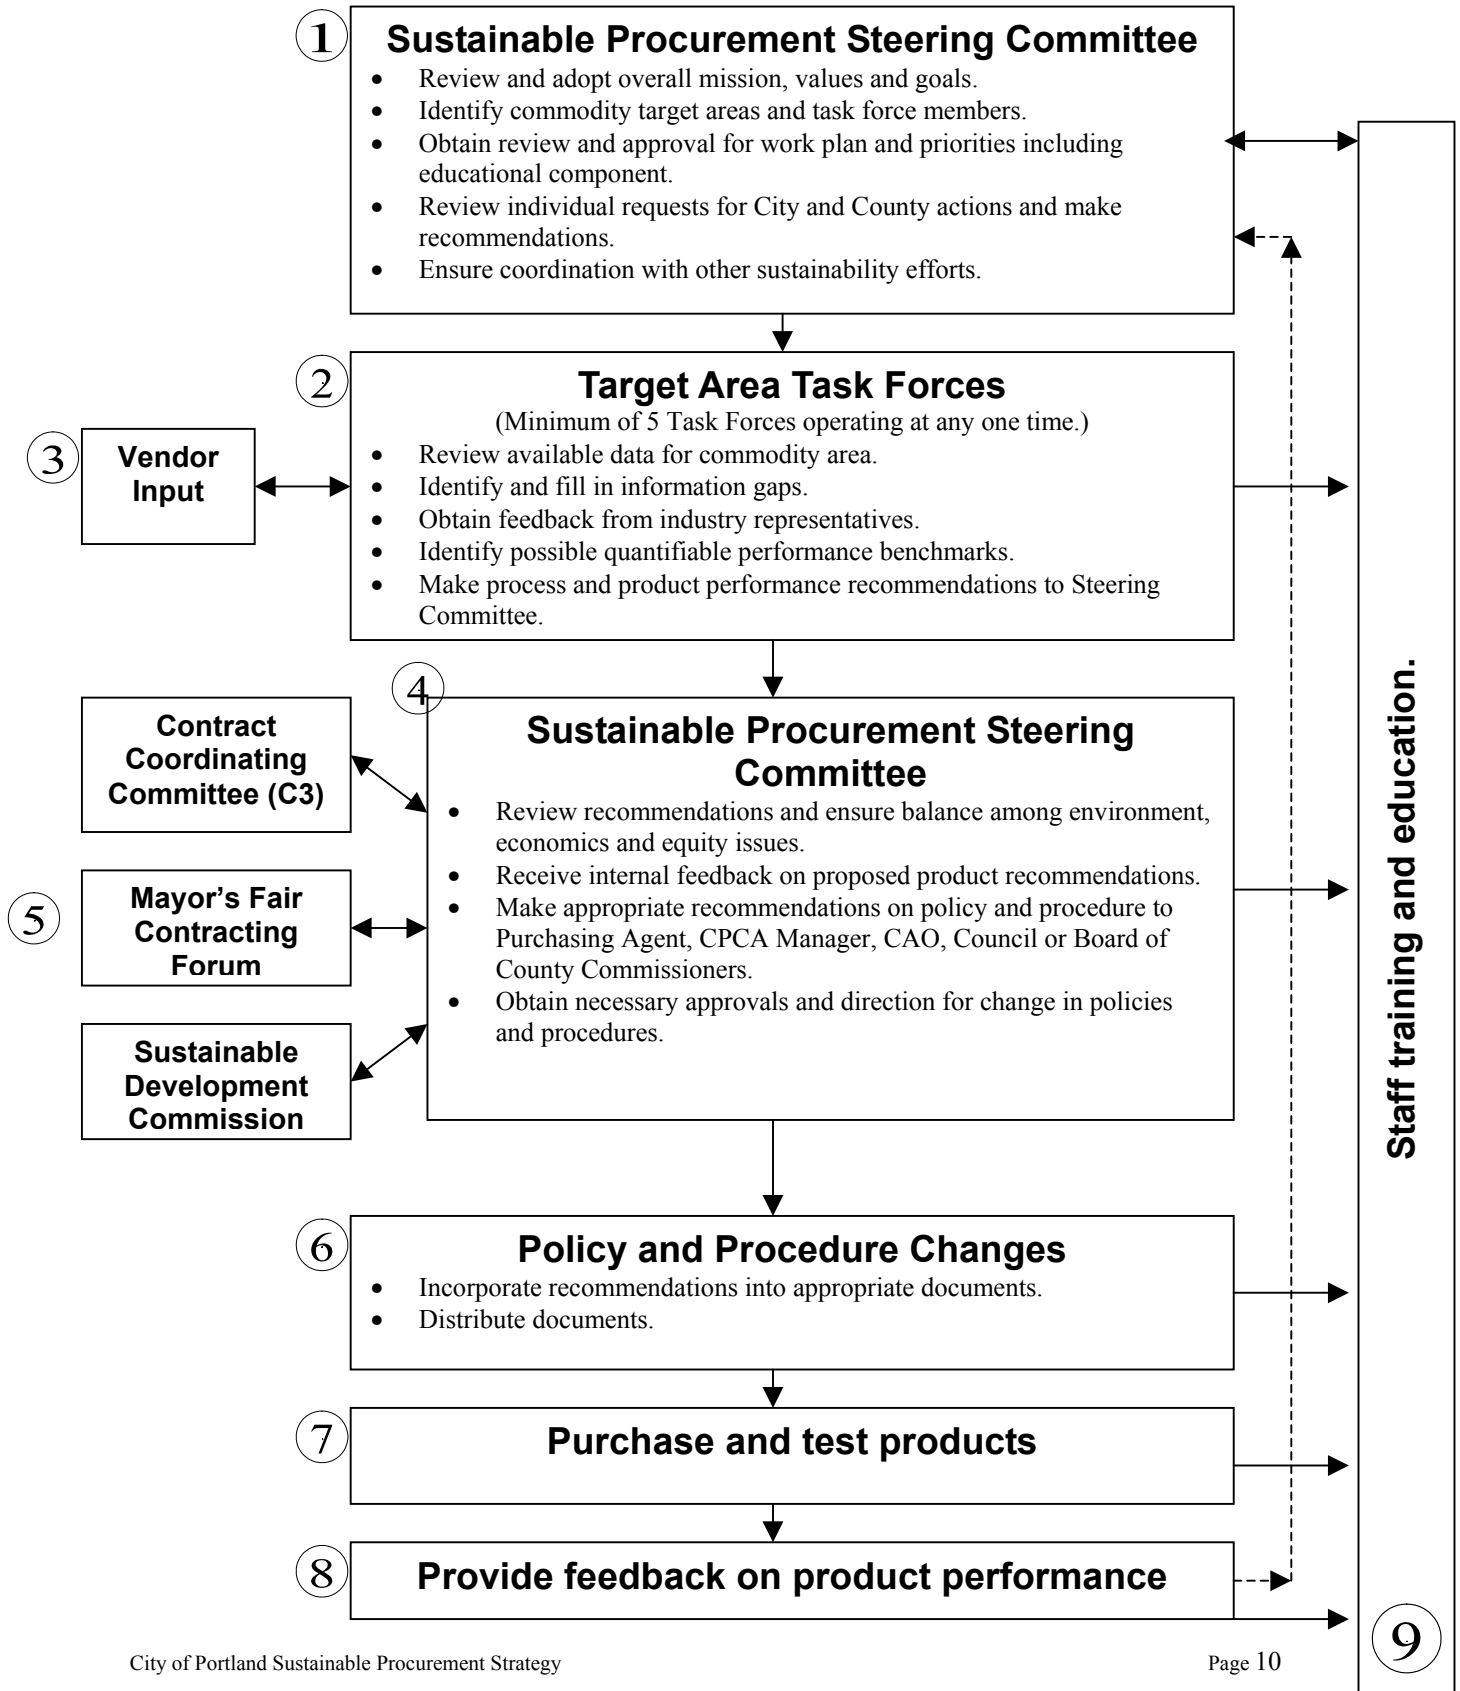 1
Sustainable Procurement Steering Committee
• Review and adopt overall mission, values and goals.
• Identify commodity target areas and task force members.
• Obtain review and approval for work plan and priorities including
educational component.
• Review individual requests for City and County actions and make
recommendations.
• Ensure coordination with other sustainability efforts.
2
Target Area Task Forces
(Minimum of 5 Task Forces operating at any one time.)
• Review available data for commodity area.
• Identify and fill in information gaps.
• Obtain feedback from industry representatives.
• Identify possible quantifiable performance benchmarks.
• Make process and product performance recommendations to Steering
Committee.
3
Vendor
Input
4
Sustainable Procurement Steering
Committee
• Review recommendations and ensure balance among environment,
economics and equity issues.
• Receive internal feedback on proposed product recommendations.
• Make appropriate recommendations on policy and procedure to
Purchasing Agent, CPCA Manager, CAO, Council or Board of
County Commissioners.
• Obtain necessary approvals and direction for change in policies
and procedures.
Contract
Coordinating
Committee (C3)
5
Mayor’s Fair
Contracting
Forum
Sustainable
Development
Commission
6
Policy and Procedure Changes
• Incorporate recommendations into appropriate documents.
• Distribute documents.
7
Purchase and test products
8
Provide feedback on product performance
Staff training and education.
9
City of Portland Sustainable Procurement Strategy
Page 10